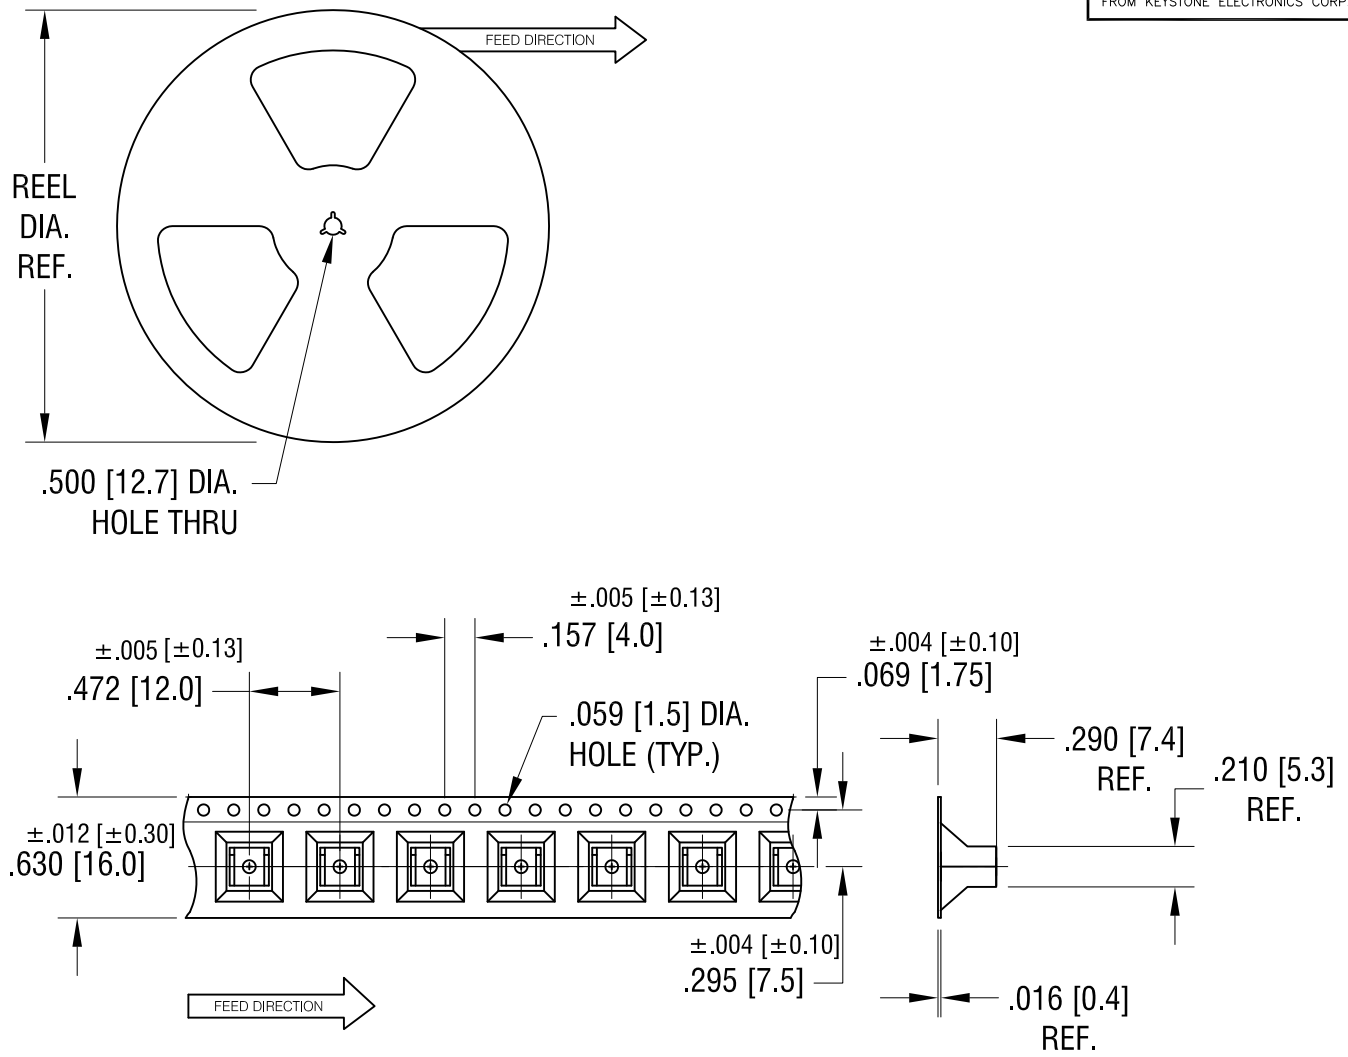 FROM KEYSTONE ELECTRONICS CORP
FEED DIRECTION
REEL
DIA.
REF.
.500 [12.7] DIA.
HOLE THRU
±.005 [±0.13]
.157 [4.0]
±.005 [±0.13]
.472 [12.0]
±.004 [±0.10]
.069 [1.75]
.059 [1.5] DIA.
HOLE (TYP.)
.290 [7.4]
REF.
.210 [5.3]
REF.
±.012 [±0.30]
.630 [16.0]
±.004 [±0.10]
.295 [7.5]
FEED DIRECTION
.016 [0.4]
REF.